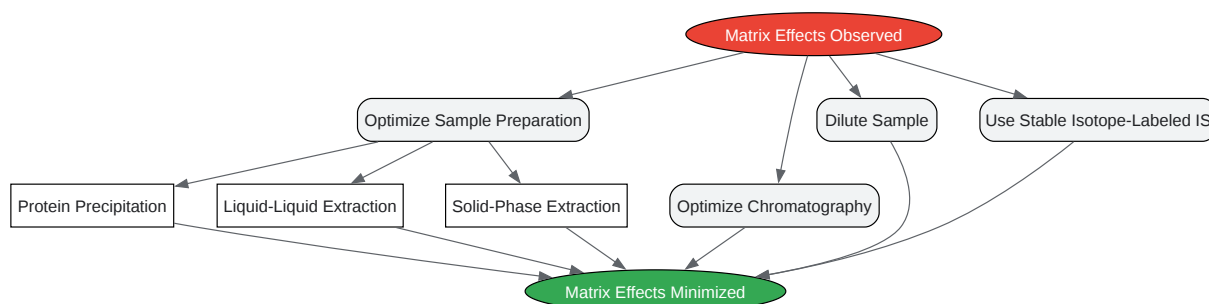 Matrix Effects Observed
Optimize Sample Preparation
Dilute Sample
Use Stable Isotope-Labeled IS
Protein Precipitation
Liquid-Liquid Extraction
Solid-Phase Extraction
Optimize Chromatography
Matrix Effects Minimized